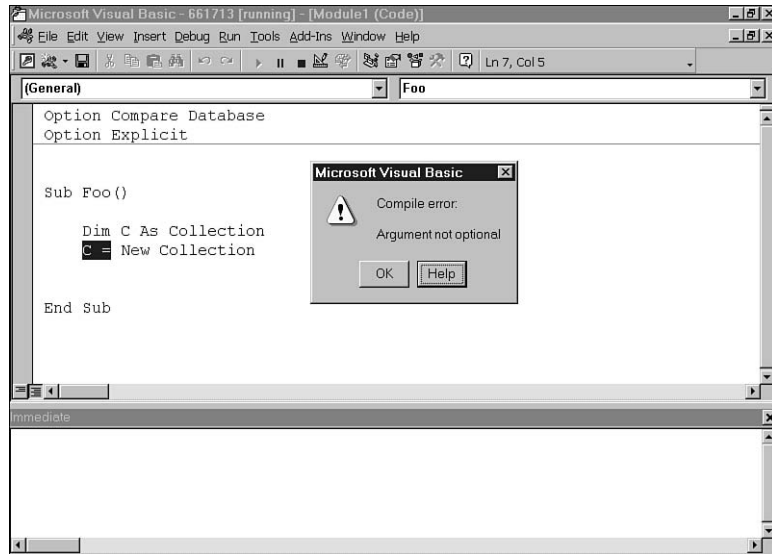 Microsoft Visual Basic - 661713 [running] - [Module1 (Code)]
File Edit View Insert Debug Run Tools Add-Ins Window Help
Ln 7, Col 5
(General)
Foo
Option Compare Database
Option Explicit
Sub Foo()
Dim C As Collection
C = New Collection
End Sub
Microsoft Visual Basic
Compile error:
Argument not optional
OK
Help
Immediate